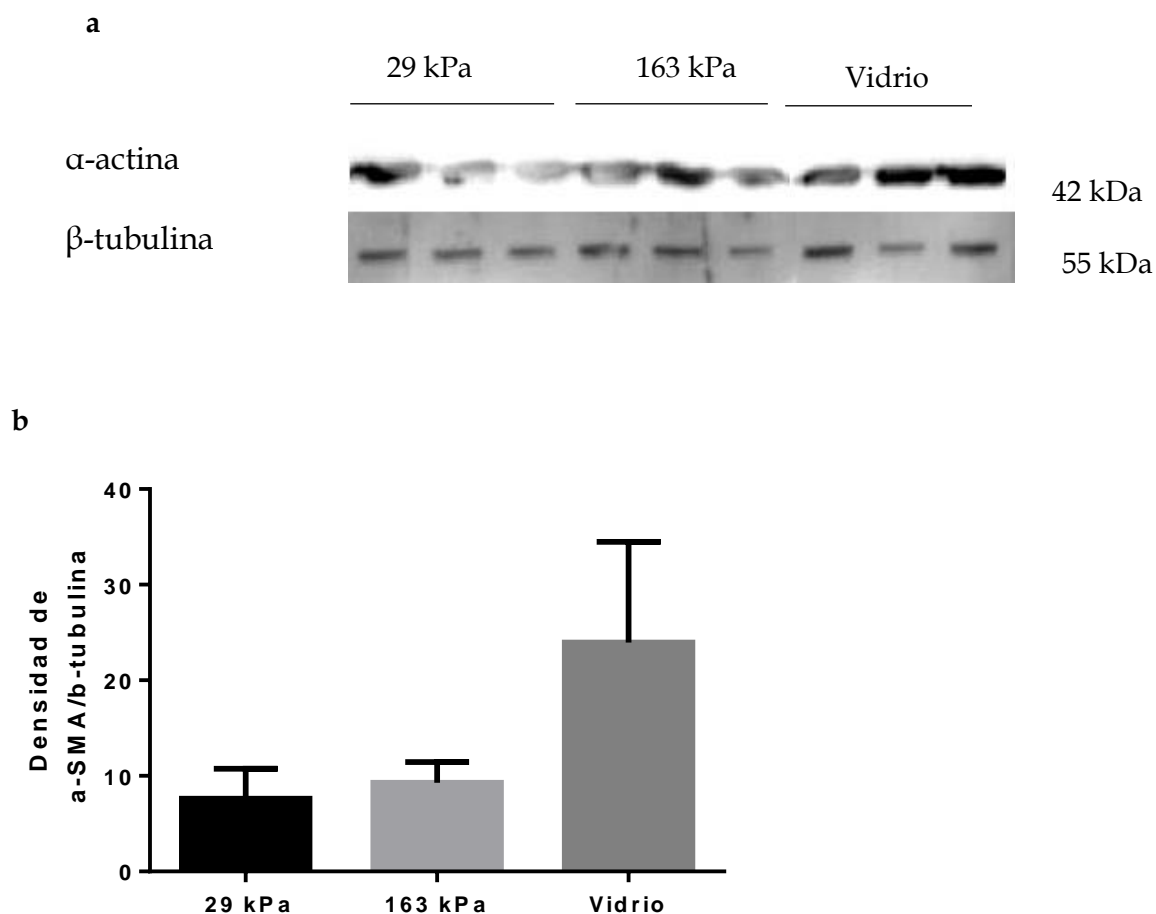 a
29 kPa
163 kPa
Vidrio
α-actina
42 kDa
β-tubulina
55 kDa
b
Densidad de
a-SMA/b-tubulina
40
30
20
10
0
29 kPa
163 kPa
Vidrio